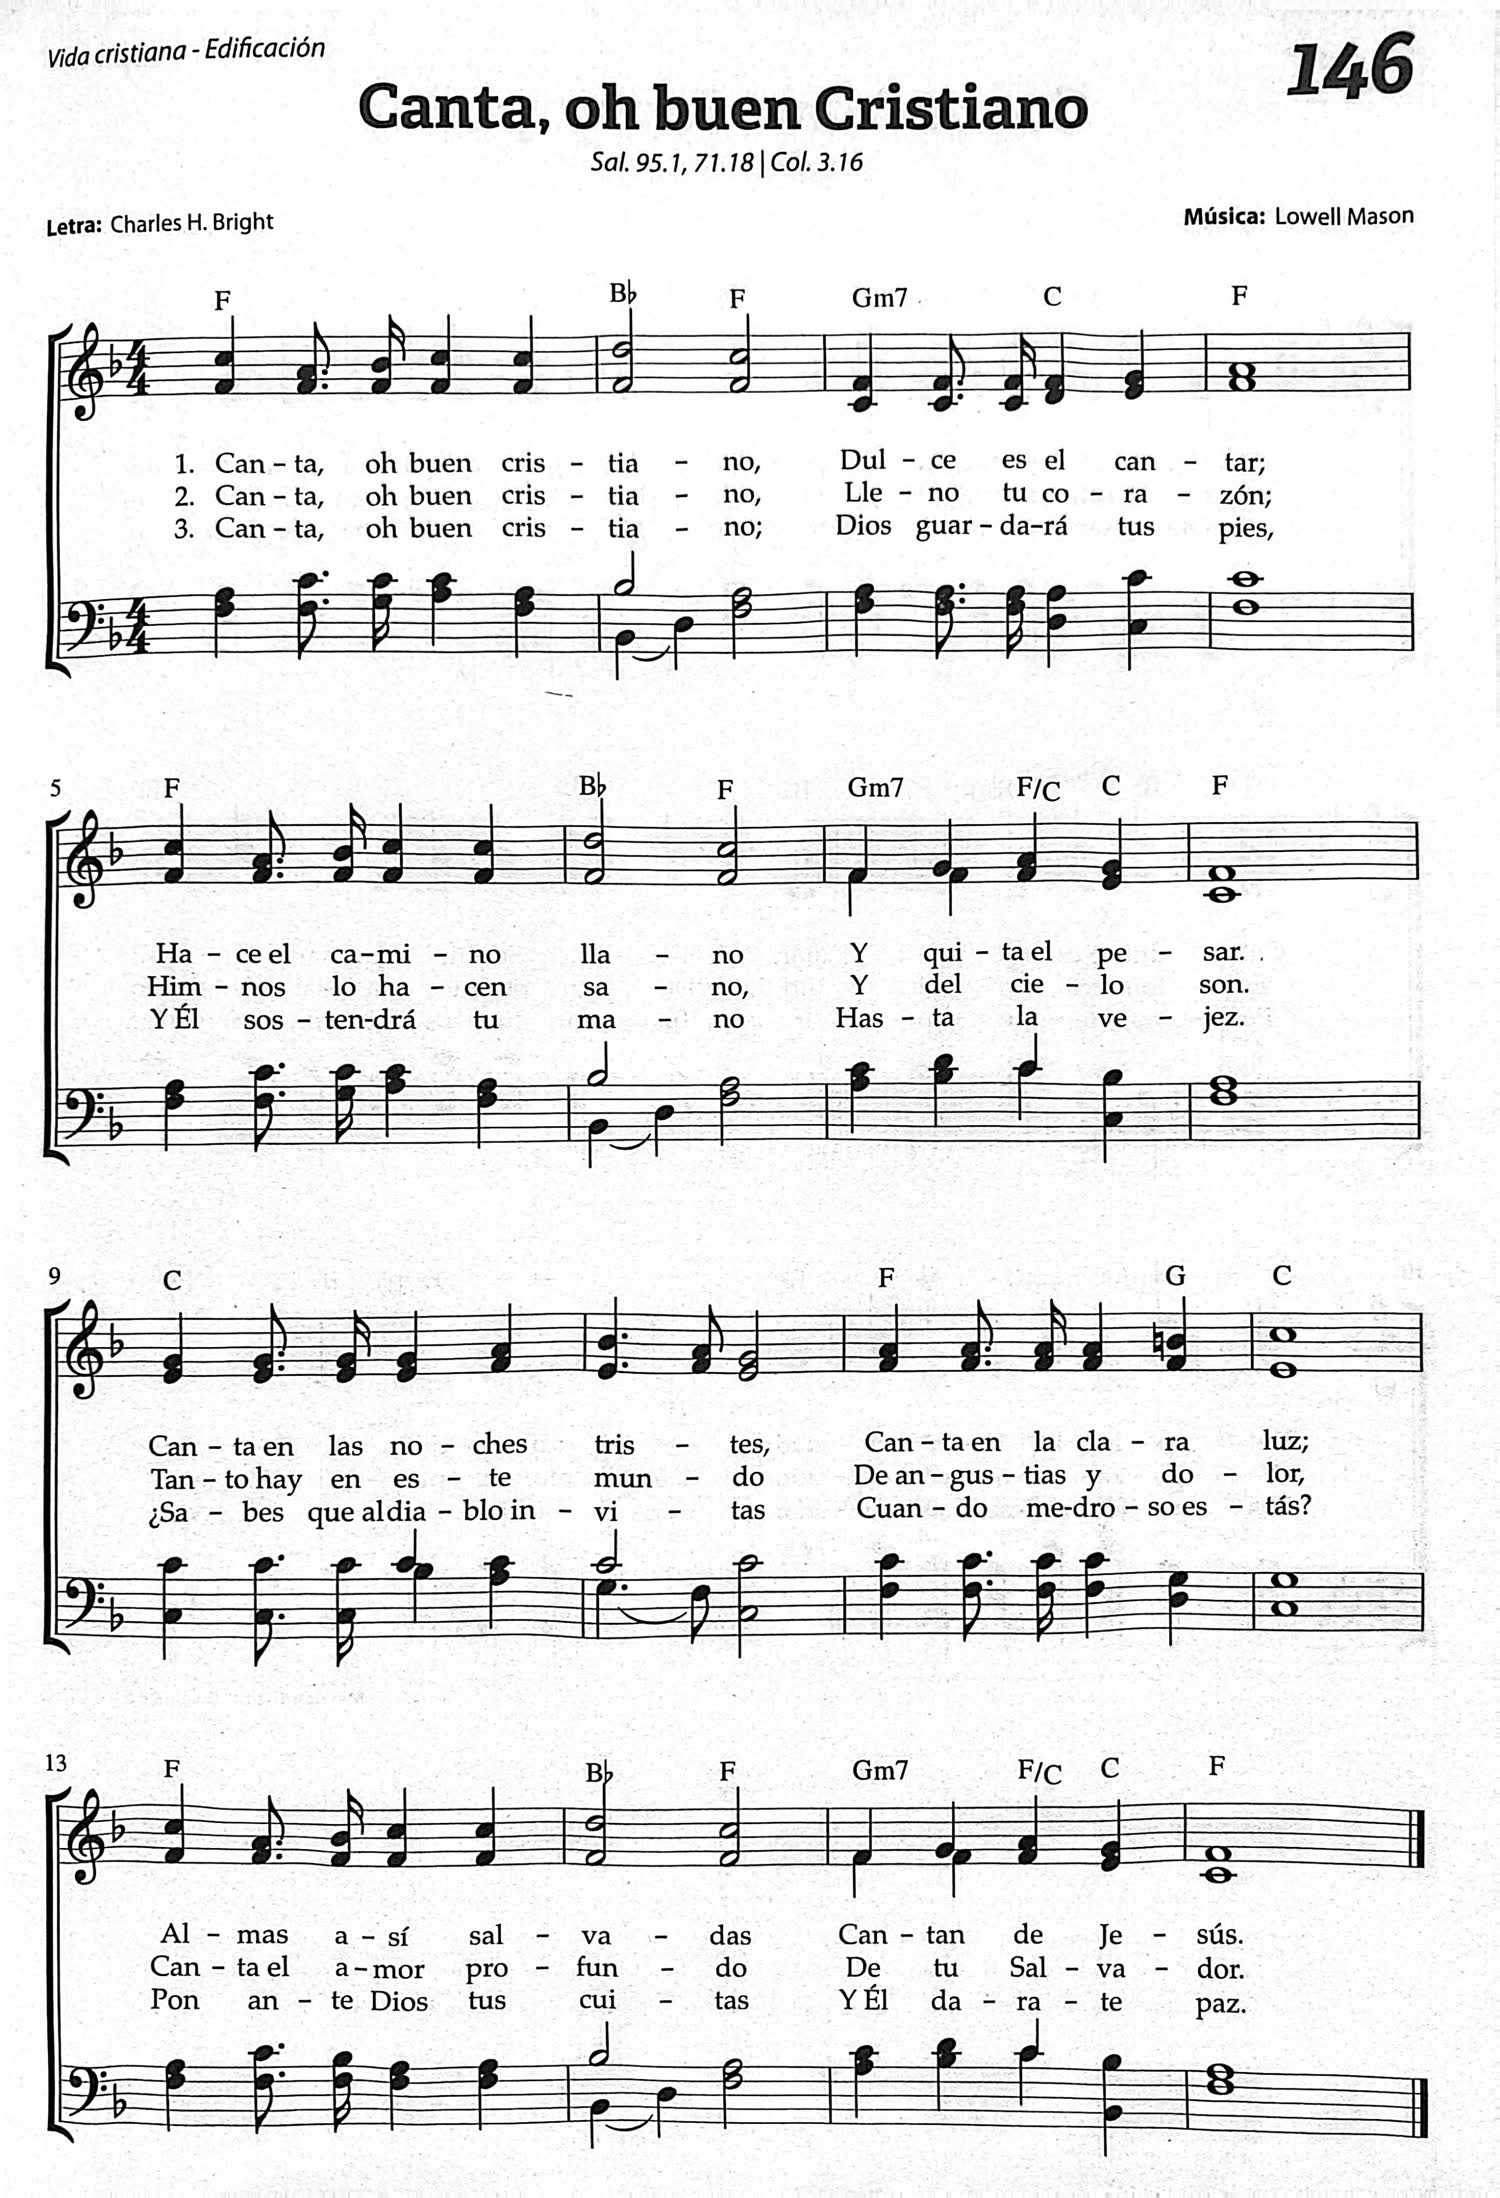 Vida cristiana - Edificación
146
Canta, oh buen Cristiano
Sal. 95.1, 71.18 | Col. 3.16
Letra: Charles H. Bright
Música: Lowell Mason
F B♭ F Gm7 C F
1. Can – ta, oh buen cris – tia – no, Dul – ce es el can – tar;
2. Can – ta, oh buen cris – tia – no, Lle – no tu co – ra – zón;
3. Can – ta, oh buen cris – tia – no; Dios guar – da–rá tus pies,
5 F B♭ F Gm7 F/C C F
Ha – ce el ca–mi – no lla – no Y qui – ta el pe – sar.
Him – nos lo ha – cen sa – no, Y del cie – lo son.
Y Él sos – ten-drá tu ma – no Has – ta la ve – jez.
9 C F G C
Can – ta en las no – ches tris – tes, Can – ta en la cla – ra luz;
Tan – to hay en es – te mun – do De an – gus – tias y do – lor,
¿Sa – bes que al dia – blo in – vi – tas Cuan – do me-dro – so es – tás?
13 F B♭ F Gm7 F/C C F
Al – mas a – sí sal – va – das Can – tan de Je – sús.
Can – ta el a–mor pro – fun – do De tu Sal – va – dor.
Pon an – te Dios tus cui – tas Y Él da – ra – te paz.